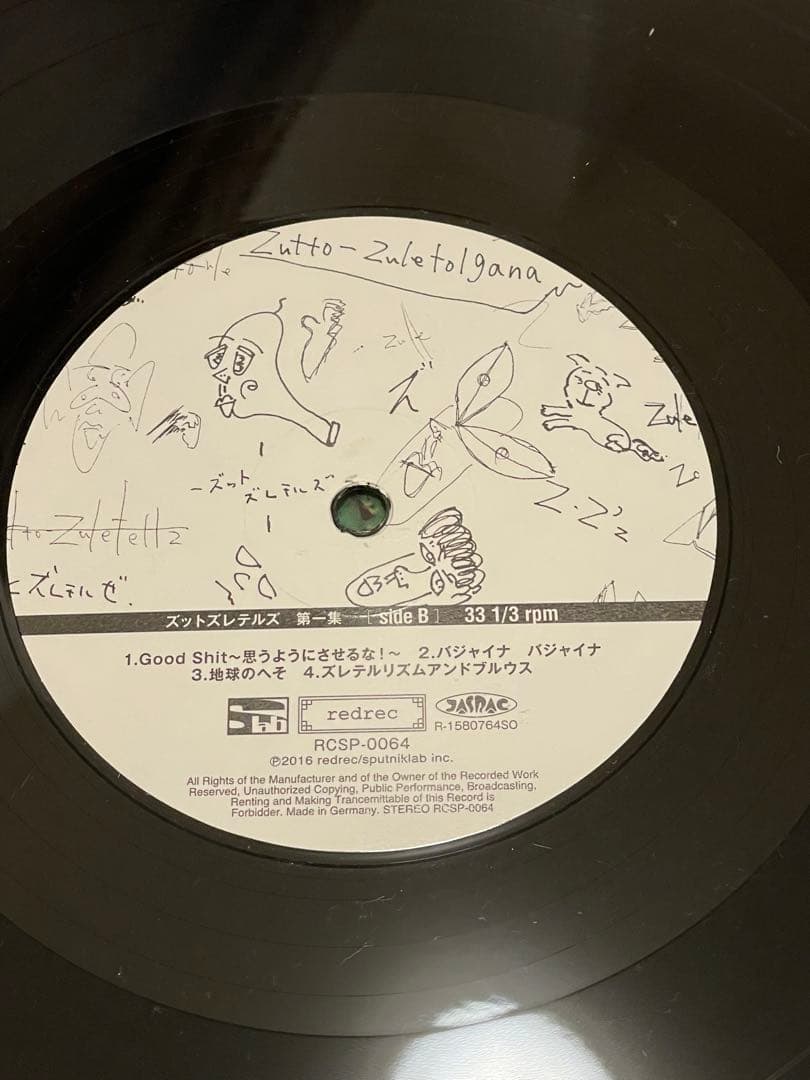 Zutto-Zuletolgana
Zule
ズ
Zule
-ズット
ズレテルズ
Z・Z'z
tto-Zuletellz
ズレテルゼ.
ズットズレテルズ 第一集 [side B] 33 1/3 rpm
1.Good Shit〜思うようにさせるな!〜 2.バジャイナ バジャイナ
3.地球のへそ 4.ズレテルリズムアンドブルウス
Slab redrec JASRAC
R-1580764SO
RCSP-0064
℗2016 redrec/sputniklab inc.
All Rights of the Manufacturer and of the Owner of the Recorded Work
Reserved, Unauthorized Copying, Public Performance, Broadcasting,
Renting and Making Trancemittable of this Record is
Forbidder. Made in Germany. STEREO RCSP-0064